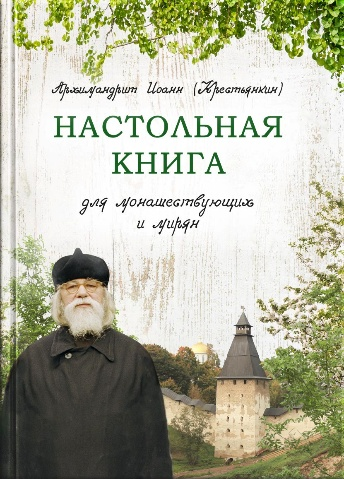 Архимандрит Иоанн (Крестьянкин)
НАСТОЛЬНАЯ
КНИГА
для монашествующих
и мирян